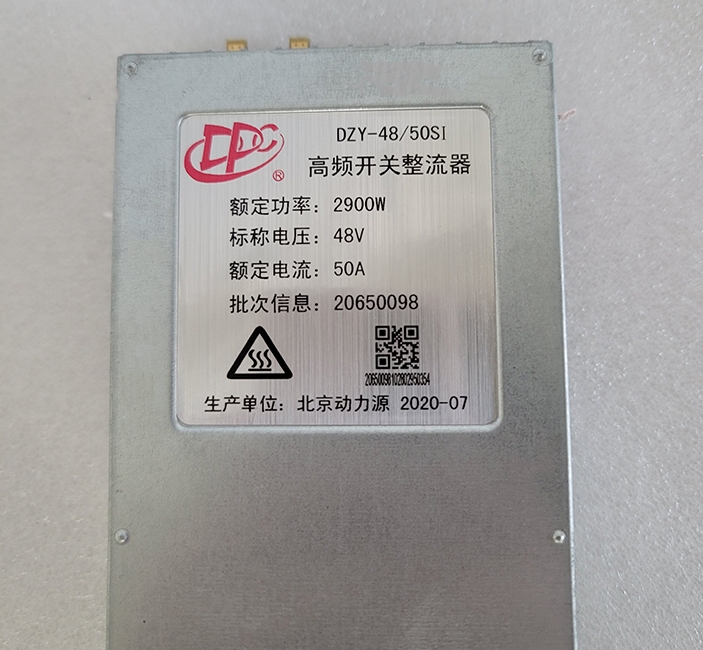 DPC®
DZY-48/50SI
高频开关整流器
额定功率：2900W
标称电压：48V
额定电流：50A
批次信息：20650098
20650098102802950354
生产单位：北京动力源 2020-07